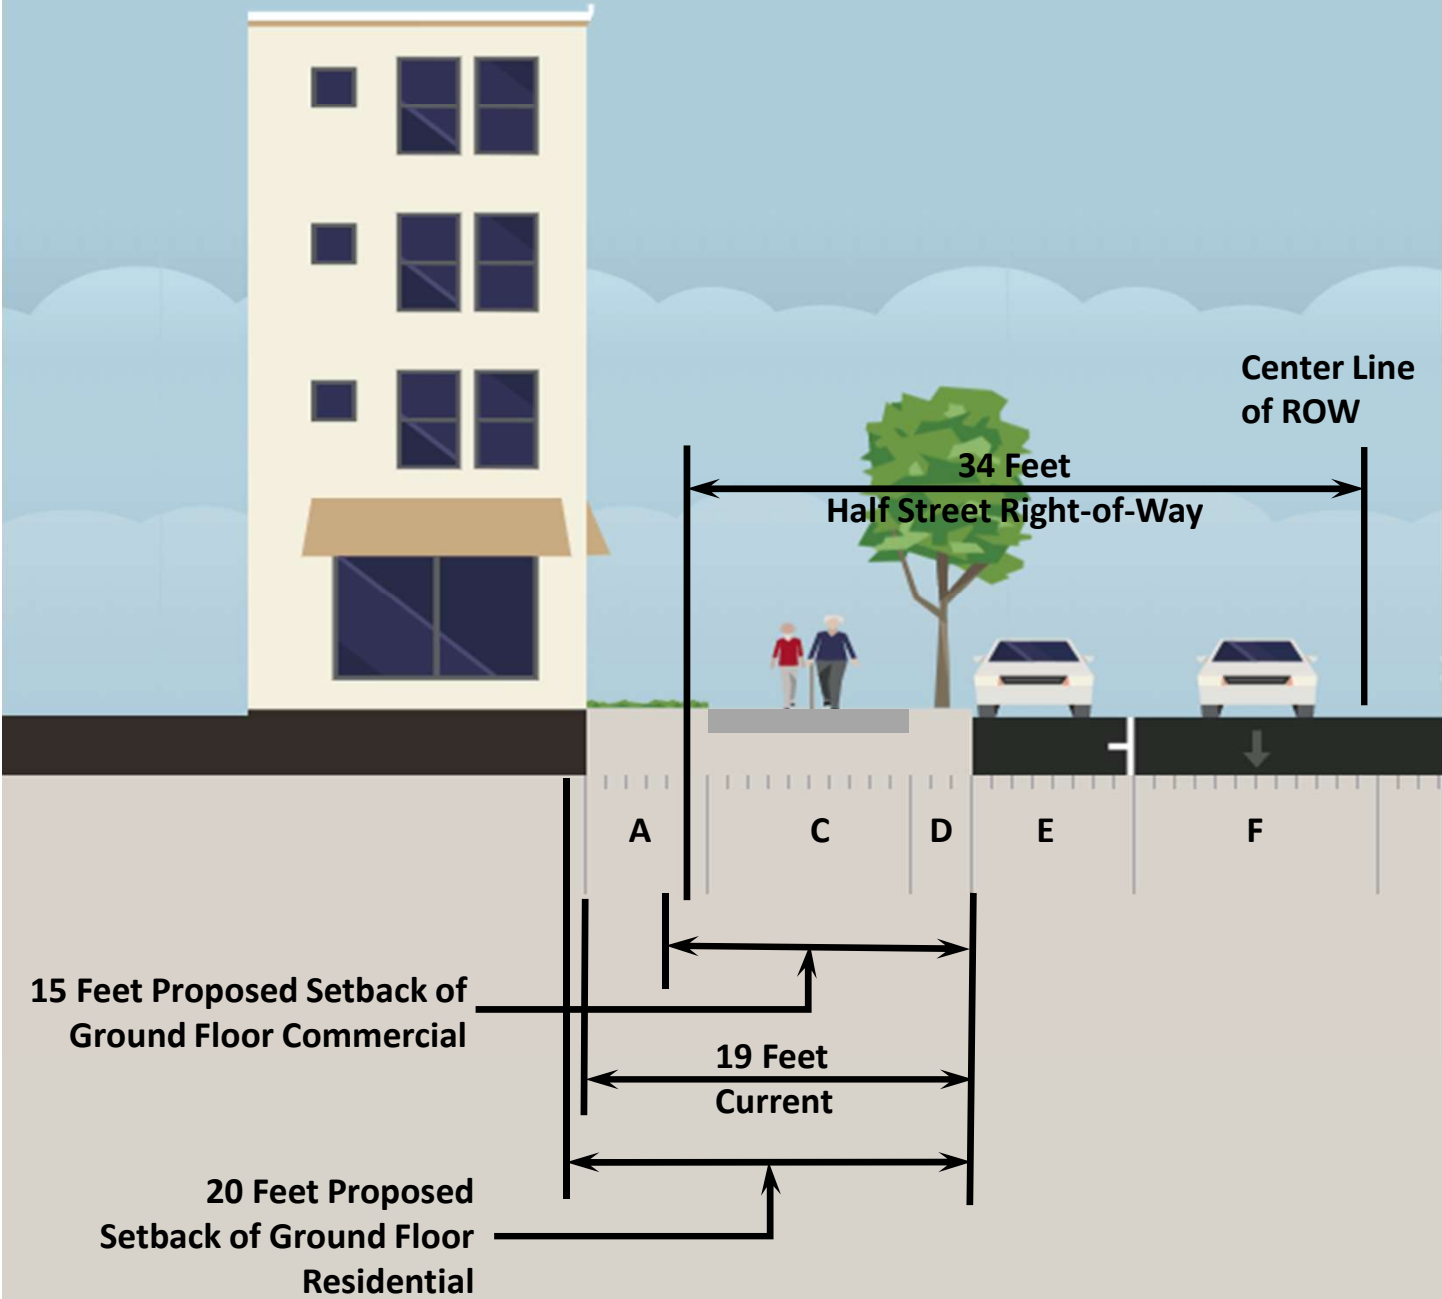 Center Line
of ROW
34 Feet
Half Street Right-of-Way
A
C
D
E
F
15 Feet Proposed Setback of
Ground Floor Commercial
19 Feet
Current
20 Feet Proposed
Setback of Ground Floor
Residential